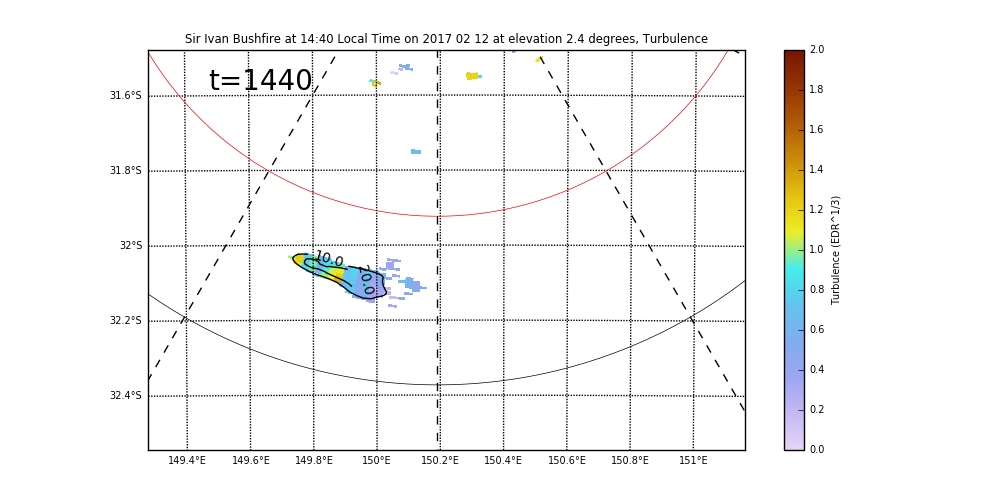 Sir Ivan Bushfire at 14:40 Local Time on 2017 02 12 at elevation 2.4 degrees, Turbulence
t=1440
31.6°S
31.8°S
32°S
32.2°S
32.4°S
10.0
149.4°E 149.6°E 149.8°E 150°E 150.2°E 150.4°E 150.6°E 150.8°E 151°E
2.0
1.8
1.6
1.4
1.2
1.0
0.8
0.6
0.4
0.2
0.0
Turbulence (EDR^1/3)